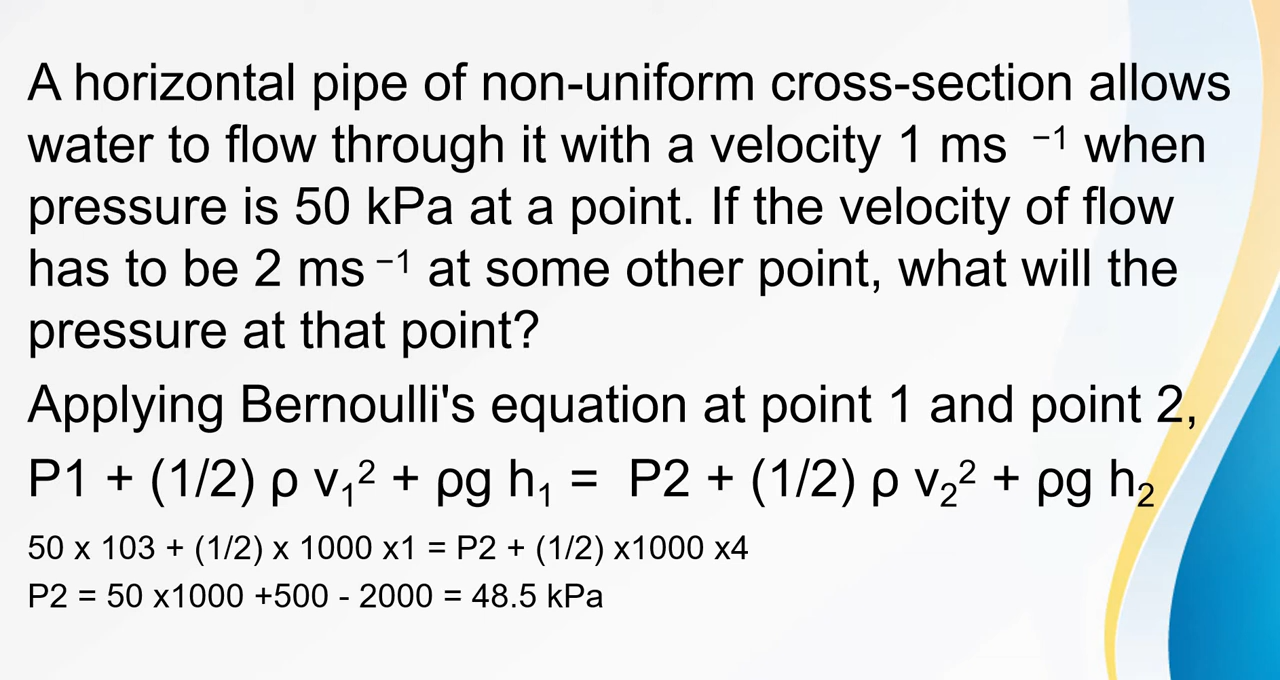 A horizontal pipe of non-uniform cross-section allows
water to flow through it with a velocity 1 ms ⁻¹ when
pressure is 50 kPa at a point. If the velocity of flow
has to be 2 ms ⁻¹ at some other point, what will the
pressure at that point?
Applying Bernoulli's equation at point 1 and point 2,
P1 + (1/2) ρ v₁² + ρg h₁ = P2 + (1/2) ρ v₂² + ρg h₂
50 x 103 + (1/2) x 1000 x1 = P2 + (1/2) x1000 x4
P2 = 50 x1000 +500 - 2000 = 48.5 kPa